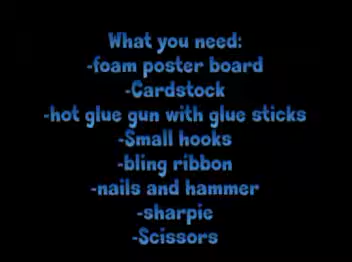 What you need:
-foam poster board
-Cardstock
-hot glue gun with glue sticks
-Small hooks
-bling ribbon
-nails and hammer
-sharpie
-Scissors